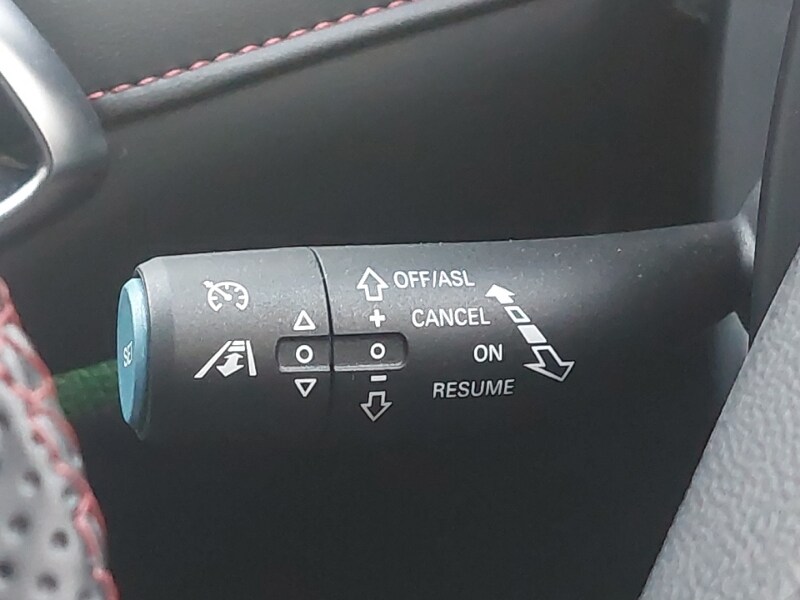 OFF/ASL
+
CANCEL
SET
ON
−
RESUME